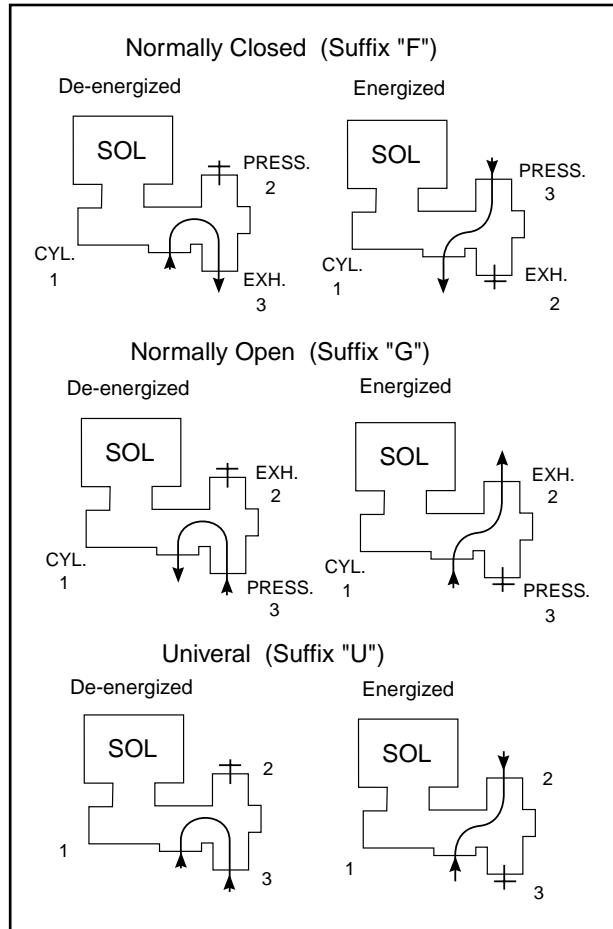 Normally Closed (Suffix "F")
De-energized
Energized
SOL
PRESS.
2
CYL.
1
EXH.
3
SOL
PRESS.
3
CYL.
1
EXH.
2
Normally Open (Suffix "G")
De-energized
Energized
SOL
EXH.
2
CYL.
1
PRESS.
3
SOL
EXH.
2
CYL.
1
PRESS.
3
Univeral (Suffix "U")
De-energized
Energized
SOL
2
1
3
SOL
2
1
3